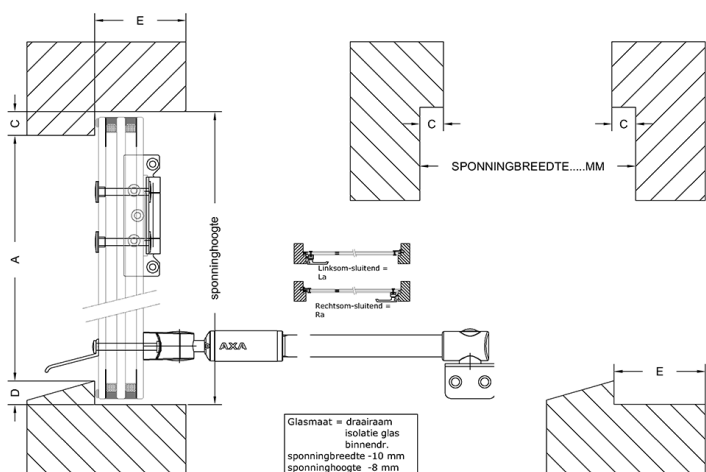 E
C
C
C
SPONNINGBREEDTE.....MM
A
sponninghoogte
Linksom-sluitend =
La
Rechtsom-sluitend =
Ra
AXA
D
E
Glasmaat = draairaam
isolatie glas
binnendr.
sponningbreedte -10 mm
sponninghoogte -8 mm